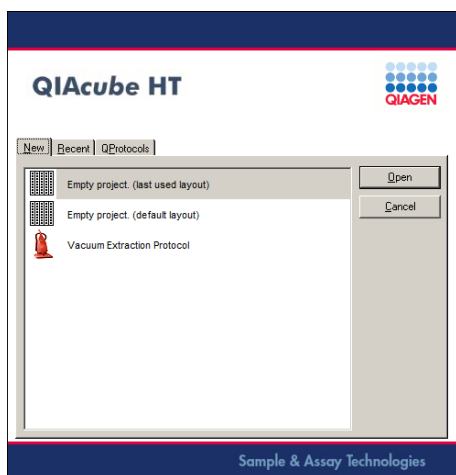 QIAcube HT
QIAGEN
New Recent QProtocols
Empty project. (last used layout)
Open
Empty project. (default layout)
Cancel
Vacuum Extraction Protocol
Sample & Assay Technologies